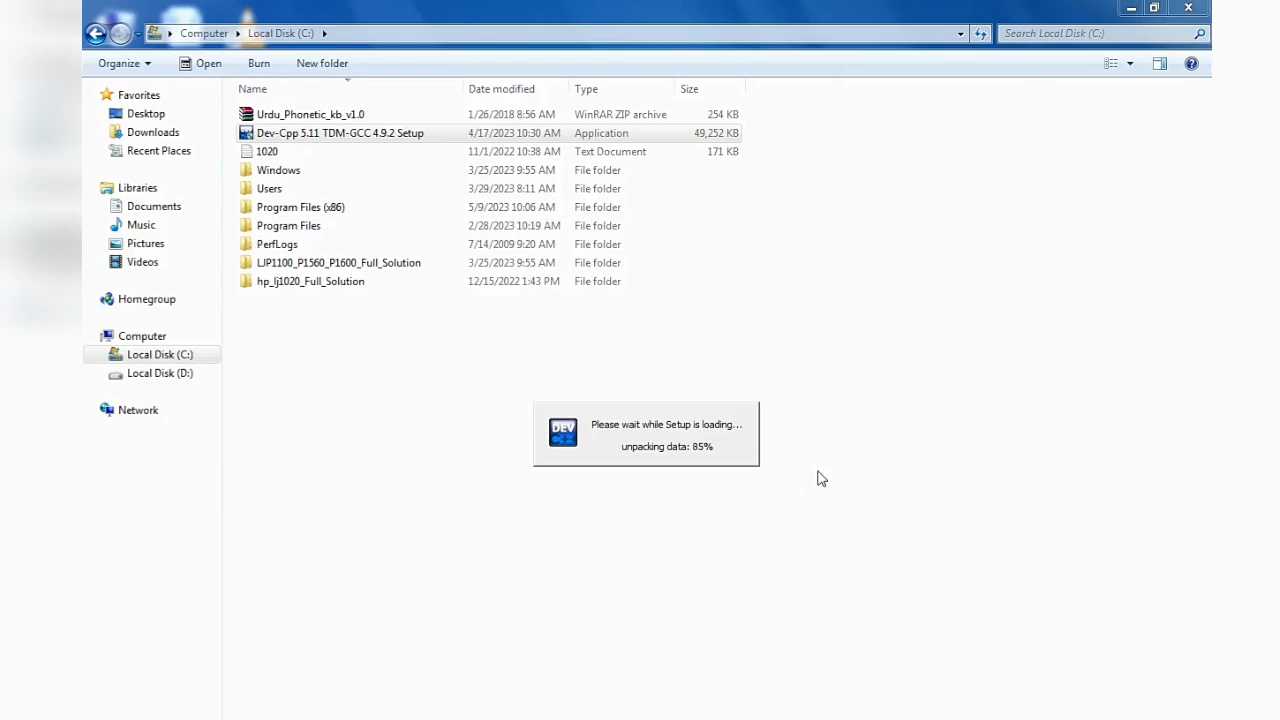 Computer Local Disk (C:) Search Local Disk (C:)
Organize Open Burn New folder
Name Date modified Type Size
Favorites
Desktop
Downloads
Recent Places
Libraries
Documents
Music
Pictures
Videos
Homegroup
Computer
Local Disk (C:)
Local Disk (D:)
Network
Urdu_Phonetic_kb_v1.0 1/26/2018 8:56 AM WinRAR ZIP archive 254 KB
Dev-Cpp 5.11 TDM-GCC 4.9.2 Setup 4/17/2023 10:30 AM Application 49,252 KB
1020 11/1/2022 10:38 AM Text Document 171 KB
Windows 3/25/2023 9:55 AM File folder
Users 3/29/2023 8:11 AM File folder
Program Files (x86) 5/9/2023 10:06 AM File folder
Program Files 2/28/2023 10:19 AM File folder
PerfLogs 7/14/2009 9:20 AM File folder
LJP1100_P1560_P1600_Full_Solution 3/25/2023 9:55 AM File folder
hp_lj1020_Full_Solution 12/15/2022 1:43 PM File folder
DEV
C++
Please wait while Setup is loading...
unpacking data: 85%